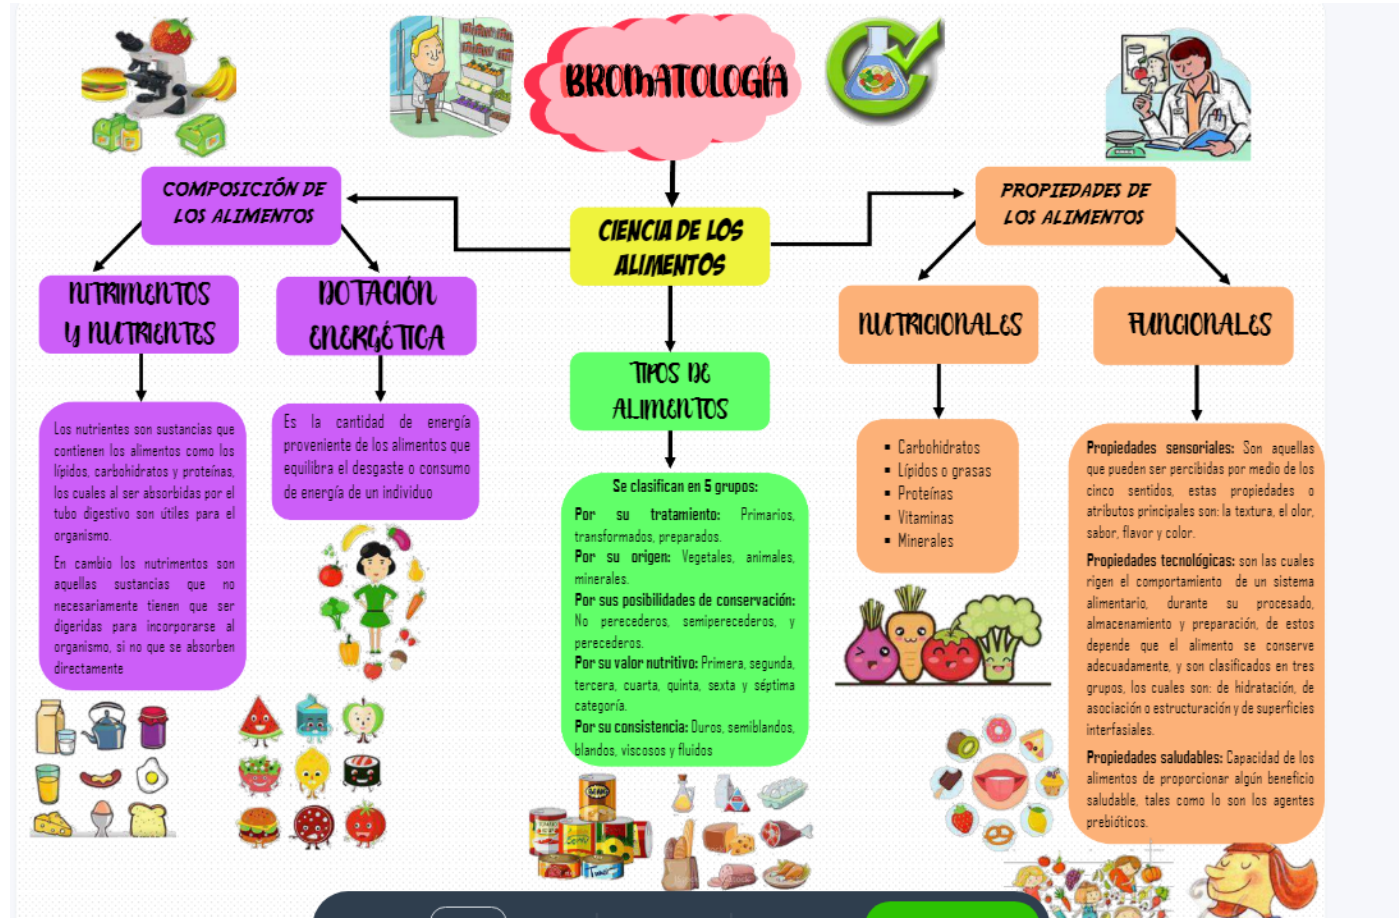 BROMATOLOGÍA
COMPOSICIÓN DE
LOS ALIMENTOS
CIENCIA DE LOS
ALIMENTOS
PROPIEDADES DE
LOS ALIMENTOS
NUTRIMENTOS
Y NUTRIENTES
DOTACIÓN
ENERGÉTICA
TIPOS DE
ALIMENTOS
NUTRICIONALES
FUNCIONALES
Los nutrientes son sustancias que
contienen los alimentos como los
lípidos, carbohidratos y proteínas,
los cuales al ser absorbidas por el
tubo digestivo son útiles para el
organismo.
En cambio los nutrimentos son
aquellas sustancias que no
necesariamente tienen que ser
digeridas para incorporarse al
organismo, si no que se absorben
directamente
Es la cantidad de energía
proveniente de los alimentos que
equilibra el desgaste o consumo
de energía de un individuo
Se clasifican en 5 grupos:
Por su tratamiento: Primarios,
transformados, preparados.
Por su origen: Vegetales, animales,
minerales.
Por sus posibilidades de conservación:
No perecederos, semiperecederos, y
perecederos.
Por su valor nutritivo: Primera, segunda,
tercera, cuarta, quinta, sexta y séptima
categoría.
Por su consistencia: Duros, semiblandos,
blandos, viscosos y fluidos
▪ Carbohidratos
▪ Lípidos o grasas
▪ Proteínas
▪ Vitaminas
▪ Minerales
Propiedades sensoriales: Son aquellas
que pueden ser percibidas por medio de los
cinco sentidos, estas propiedades o
atributos principales son: la textura, el olor,
sabor, flavor y color.
Propiedades tecnológicas: son las cuales
rigen el comportamiento de un sistema
alimentario, durante su procesado,
almacenamiento y preparación, de estos
depende que el alimento se conserve
adecuadamente, y son clasificados en tres
grupos, los cuales son: de hidratación, de
asociación o estructuración y de superficies
interfasiales.
Propiedades saludables: Capacidad de los
alimentos de proporcionar algún beneficio
saludable, tales como lo son los agentes
prebióticos.